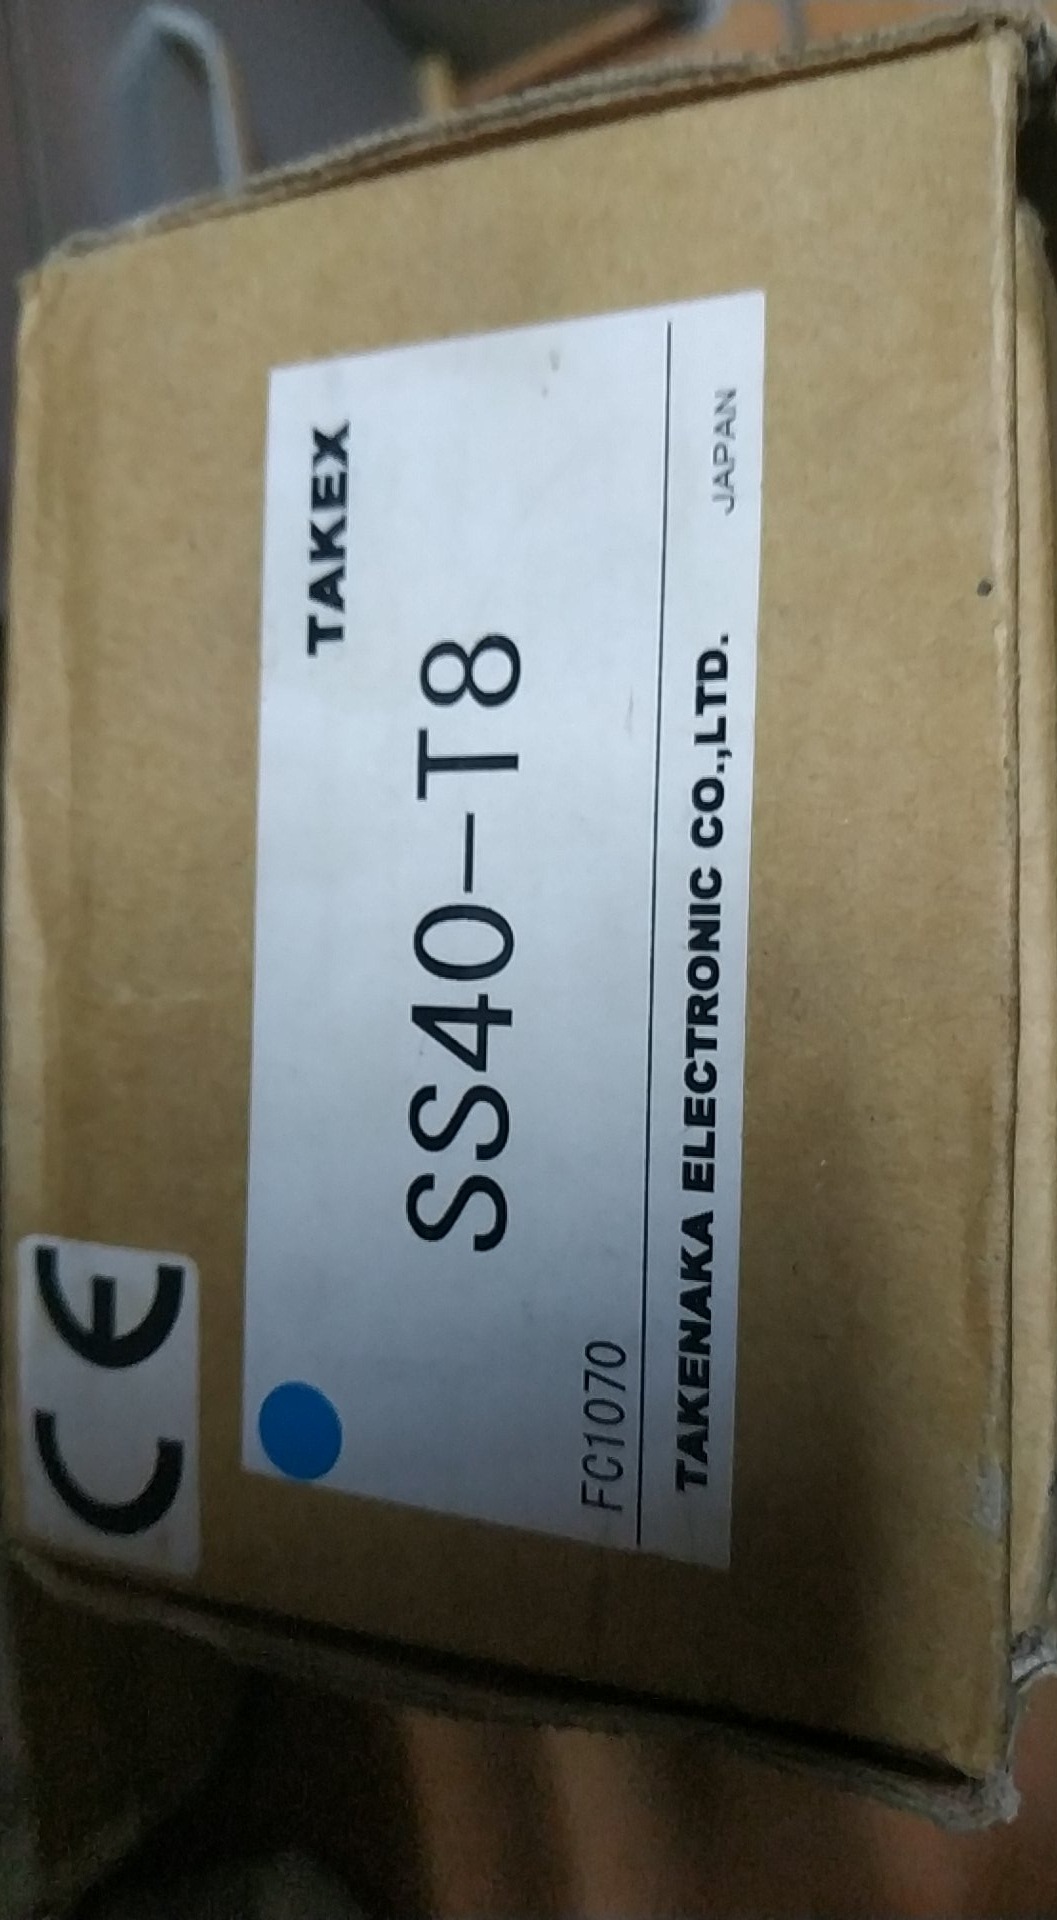 CE
TAKEX
SS40-T8
FC1070
TAKENAKA ELECTRONIC CO.,LTD. JAPAN